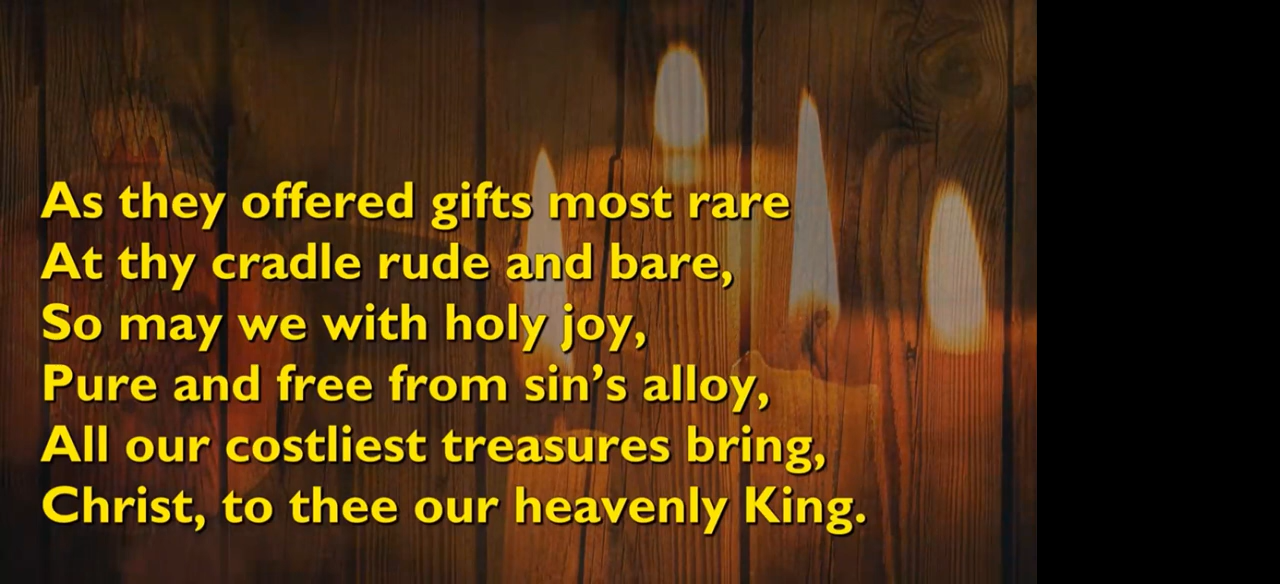 As they offered gifts most rare
At thy cradle rude and bare,
So may we with holy joy,
Pure and free from sin’s alloy,
All our costliest treasures bring,
Christ, to thee our heavenly King.